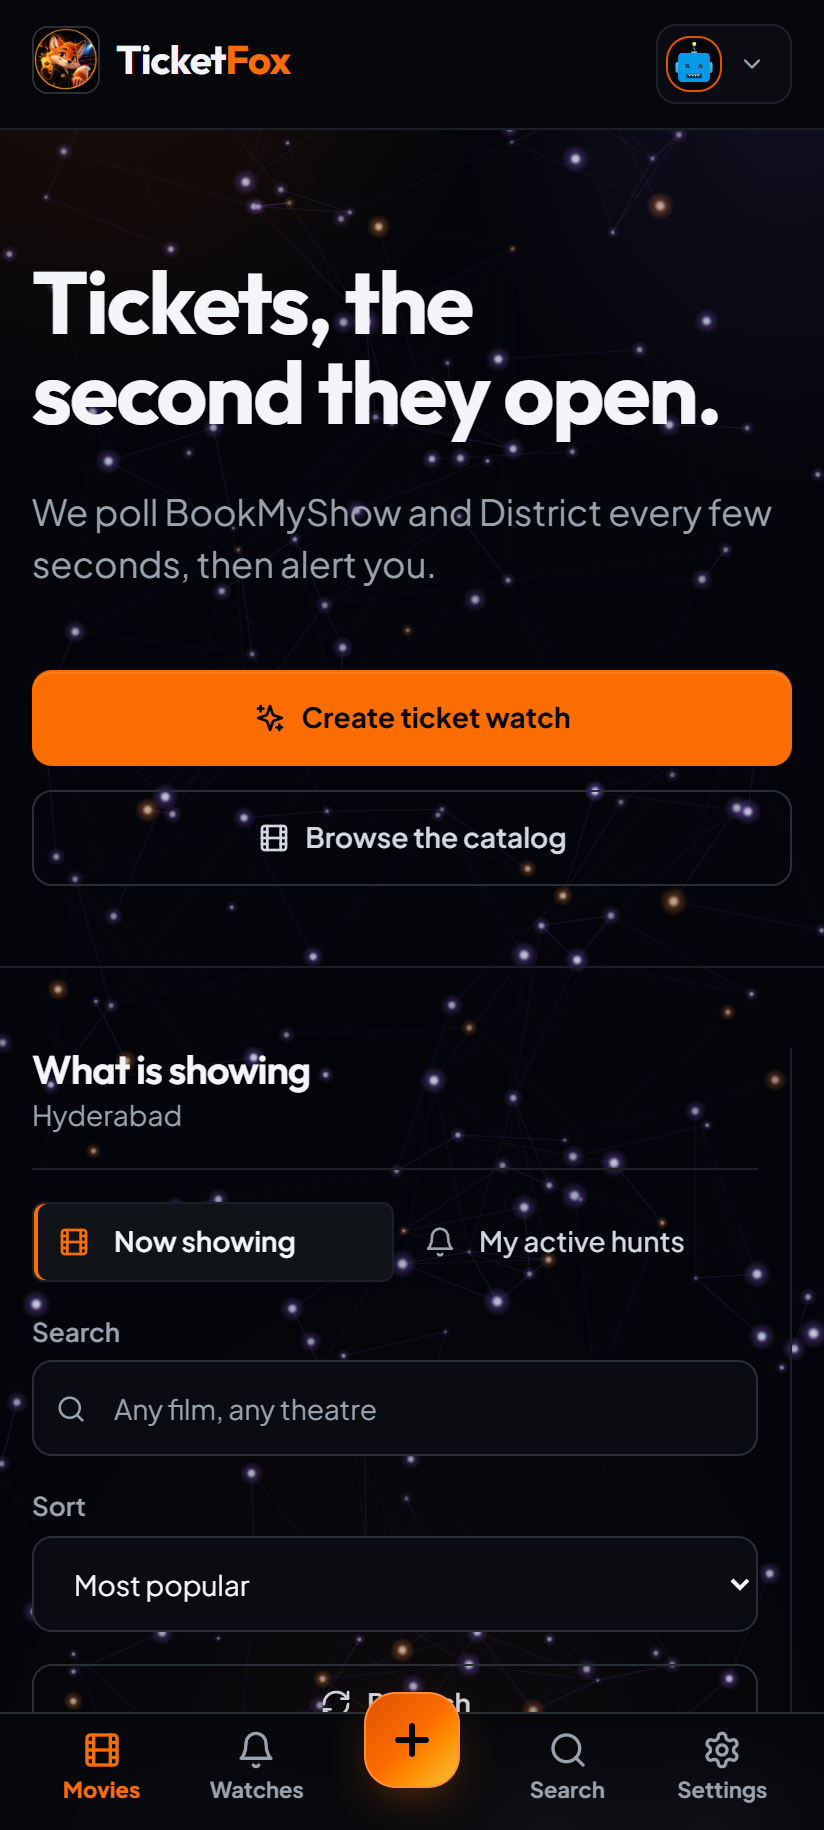 TicketFox
Tickets, the
second they open.
We poll BookMyShow and District every few
seconds, then alert you.
Create ticket watch
Browse the catalog
What is showing
Hyderabad
Now showing
My active hunts
Search
Any film, any theatre
Sort
Most popular
Movies
Watches
Search
Settings